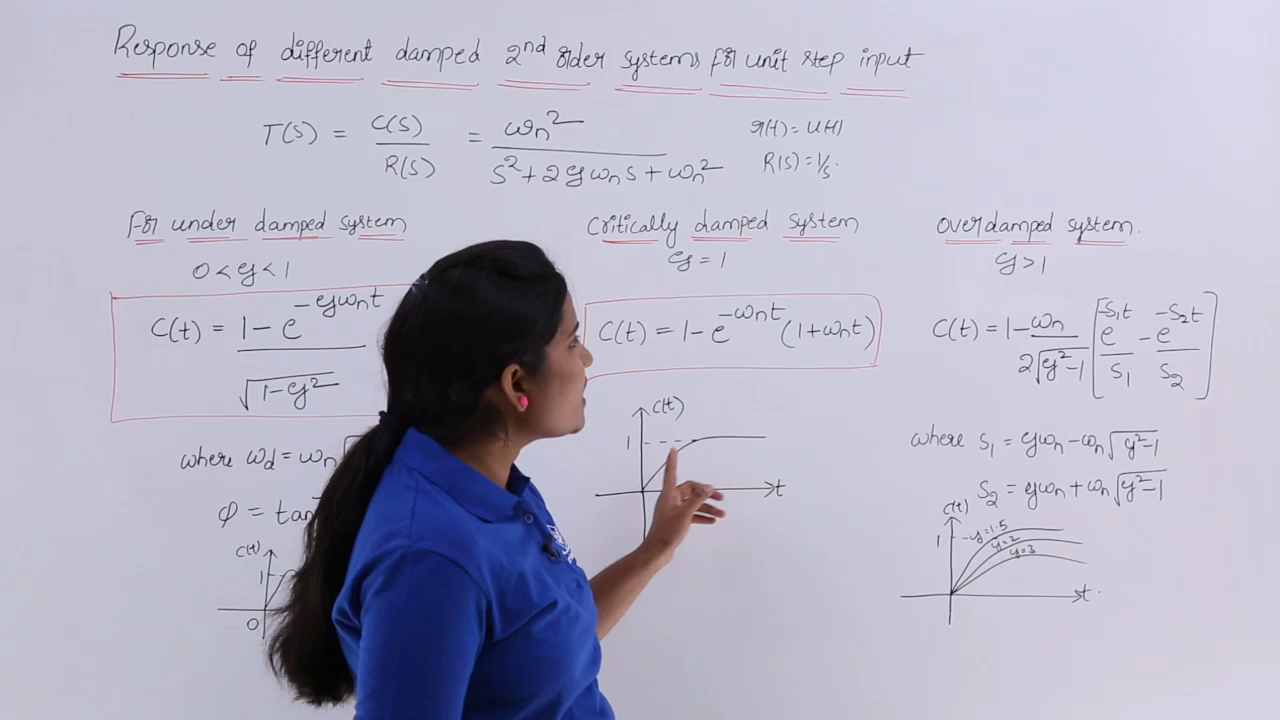 Response of different damped 2nd order systems for unit step input
T(s) = C(s)/R(s) = ωn²/(s²+2ξωns+ωn²)
r(t) = u(t)
R(s) = 1/s.
For under damped system
0<ξ<1
C(t) = 1-e^(-ξωnt)/√(1-ξ²)
where ωd = ωn√
φ = tan
C(t)
1
0
Critically damped system
ξ = 1
C(t) = 1-e^(-ωnt)(1+ωnt)
C(t)
1
t
Overdamped system.
ξ>1
C(t) = 1-ωn/(2√(ξ²-1))[e^(-s1t)/s1 - e^(-s2t)/s2]
where s1 = ξωn-ωn√(ξ²-1)
s2 = ξωn+ωn√(ξ²-1)
C(t)
1
ξ=1.5
ξ=2
ξ=3
t.